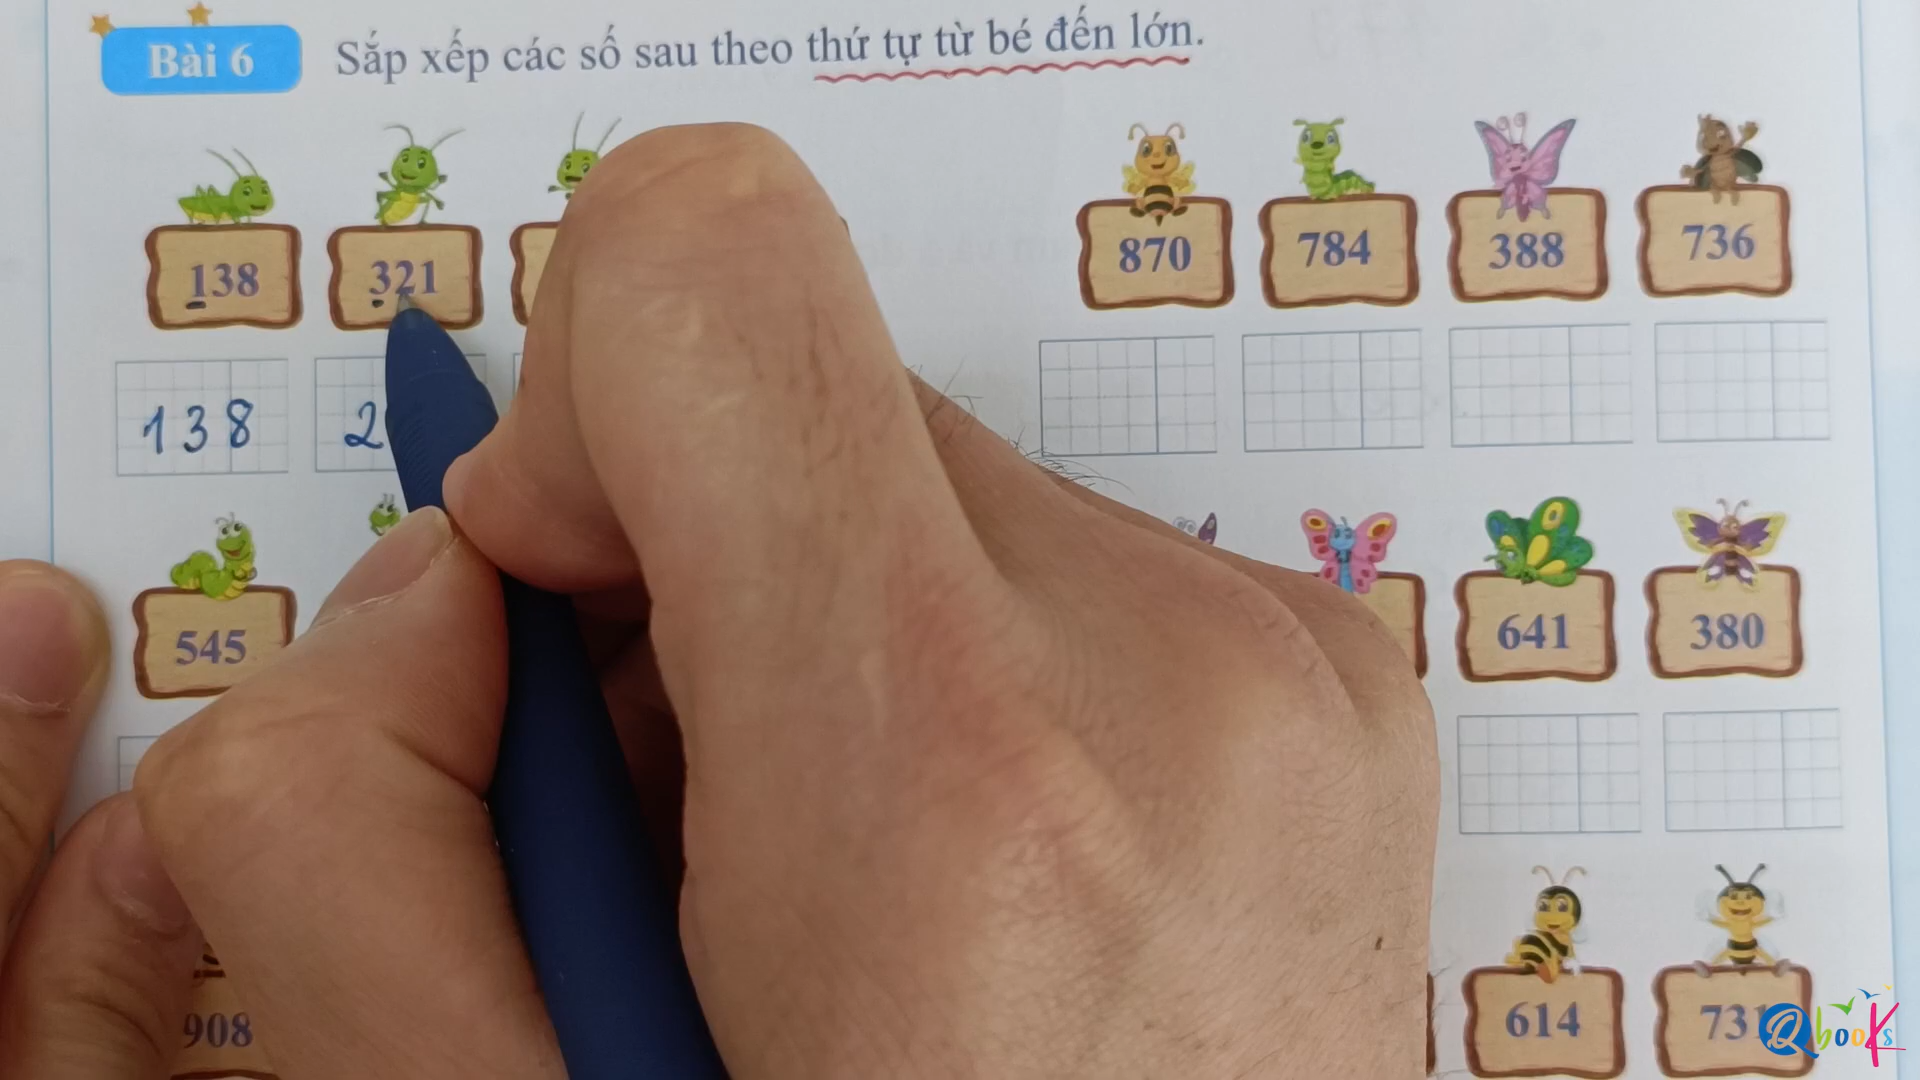 Bài 6 Sắp xếp các số sau theo thứ tự từ bé đến lớn.
138 321 870 784 388 736
138 2
545 641 380
908 614 731
Qbooks